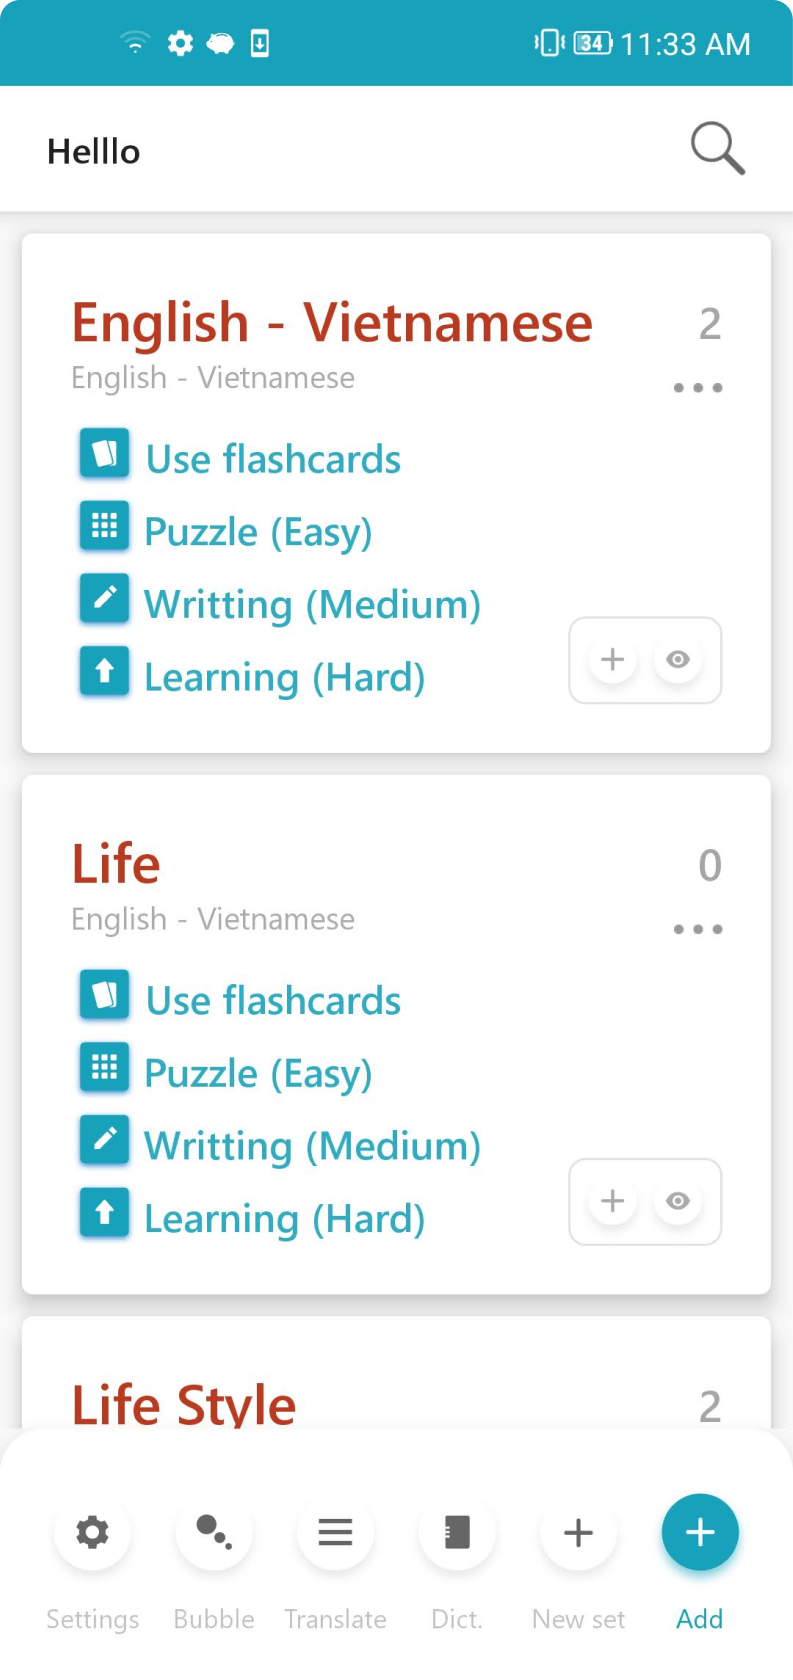 34 11:33 AM
Helllo
English - Vietnamese 2
English - Vietnamese
Use flashcards
Puzzle (Easy)
Writting (Medium)
Learning (Hard)
Life 0
English - Vietnamese
Use flashcards
Puzzle (Easy)
Writting (Medium)
Learning (Hard)
Life Style 2
Settings Bubble Translate Dict. New set Add